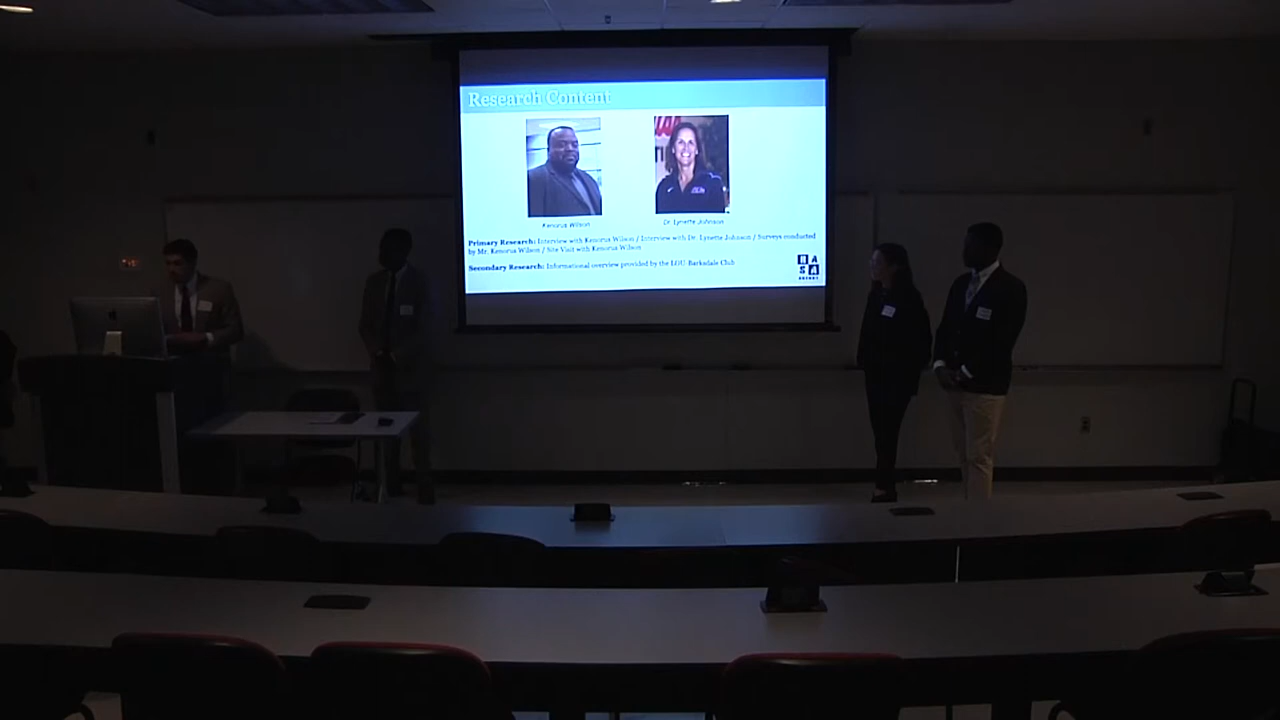 Research Content
Kenorus Wilson
Dr. Lynette Johnson
Primary Research: Interview with Kenorus Wilson / Interview with Dr. Lynette Johnson / Surveys conducted
by Mr. Kenorus Wilson / Site Visit with Kenorus Wilson
Secondary Research: Informational overview provided by the LGU-Barksdale Club